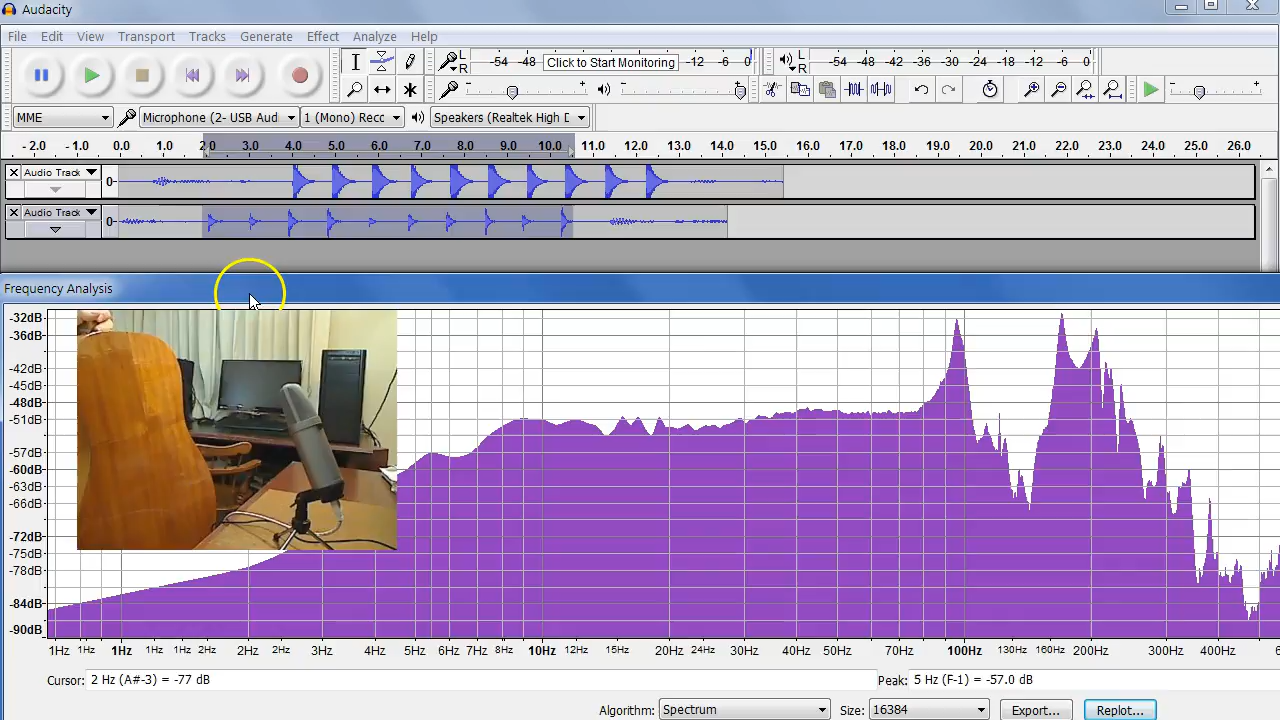 Audacity
File Edit View Transport Tracks Generate Effect Analyze Help
L R -54 -48 Click to Start Monitoring -12 -6 0 L R -54 -48 -42 -36 -30 -24 -18 -12 -6 0
MME Microphone (2- USB Aud 1 (Mono) Recc Speakers (Realtek High D
-2.0 -1.0 0.0 1.0 2.0 3.0 4.0 5.0 6.0 7.0 8.0 9.0 10.0 11.0 12.0 13.0 14.0 15.0 16.0 17.0 18.0 19.0 20.0 21.0 22.0 23.0 24.0 25.0 26.0
Audio Track 0-
Audio Track 0-
Frequency Analysis
-32dB
-36dB
-42dB
-45dB
-48dB
-51dB
-57dB
-60dB
-63dB
-66dB
-72dB
-75dB
-78dB
-84dB
-90dB
1Hz 1Hz 1Hz 1Hz 1Hz 2Hz 2Hz 3Hz 4Hz 5Hz 6Hz 7Hz 8Hz 10Hz 12Hz 15Hz 20Hz 24Hz 30Hz 40Hz 50Hz 70Hz 100Hz 130Hz 160Hz 200Hz 300Hz 400Hz 6
Cursor: 2 Hz (A#-3) = -77 dB Peak: 5 Hz (F-1) = -57.0 dB
Algorithm: Spectrum Size: 16384 Export... Replot...